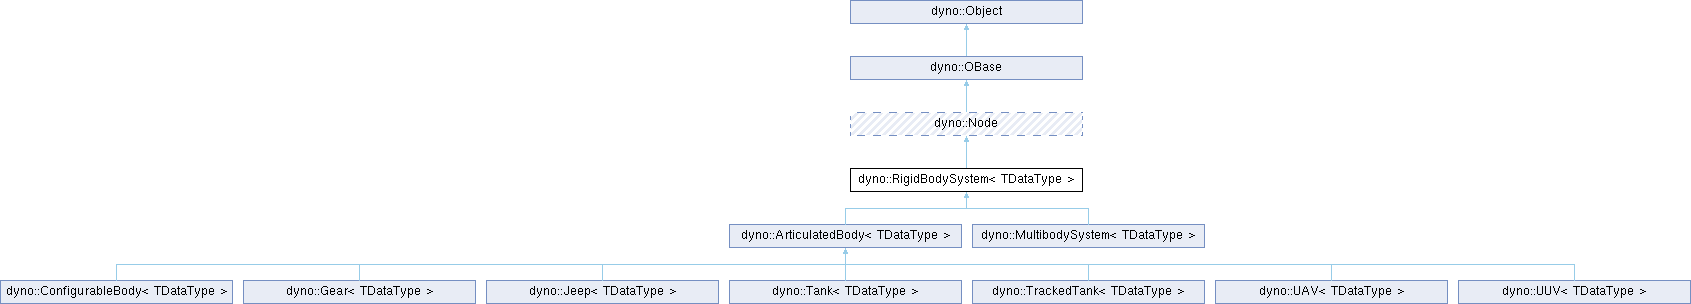 dyno::Object
dyno::OBase
dyno::Node
dyno::RigidBodySystem< TDataType >
dyno::ArticulatedBody< TDataType >
dyno::MultibodySystem< TDataType >
dyno::ConfigurableBody< TDataType >
dyno::Gear< TDataType >
dyno::Jeep< TDataType >
dyno::Tank< TDataType >
dyno::TrackedTank< TDataType >
dyno::UAV< TDataType >
dyno::UUV< TDataType >